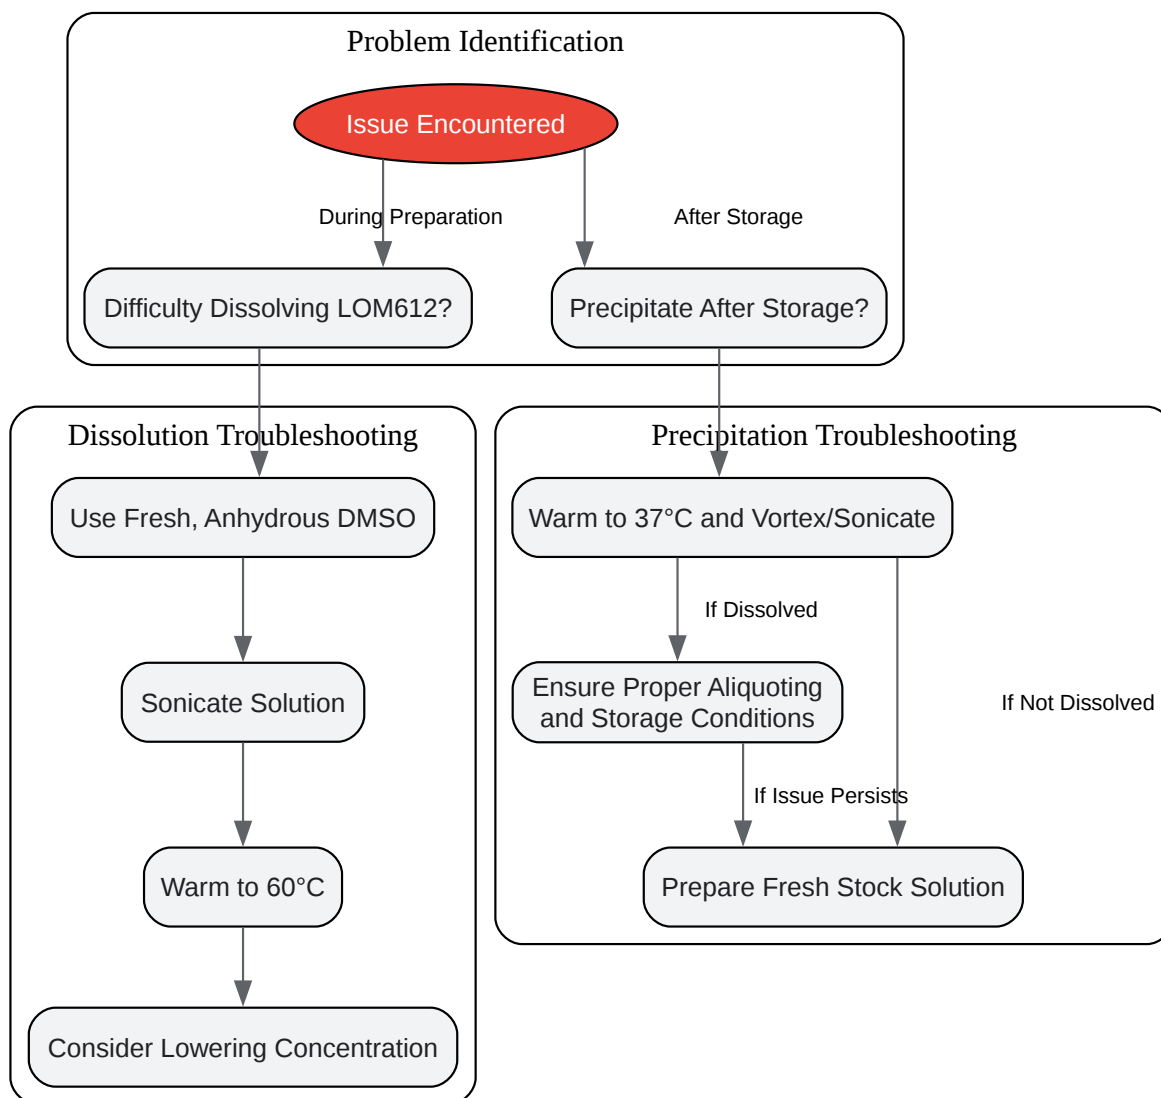 Problem Identification
Issue Encountered
During Preparation
After Storage
Difficulty Dissolving LOM612?
Precipitate After Storage?
Dissolution Troubleshooting
Use Fresh, Anhydrous DMSO
Sonicate Solution
Warm to 60°C
Consider Lowering Concentration
Precipitation Troubleshooting
Warm to 37°C and Vortex/Sonicate
If Dissolved
Ensure Proper Aliquoting
and Storage Conditions
If Not Dissolved
If Issue Persists
Prepare Fresh Stock Solution